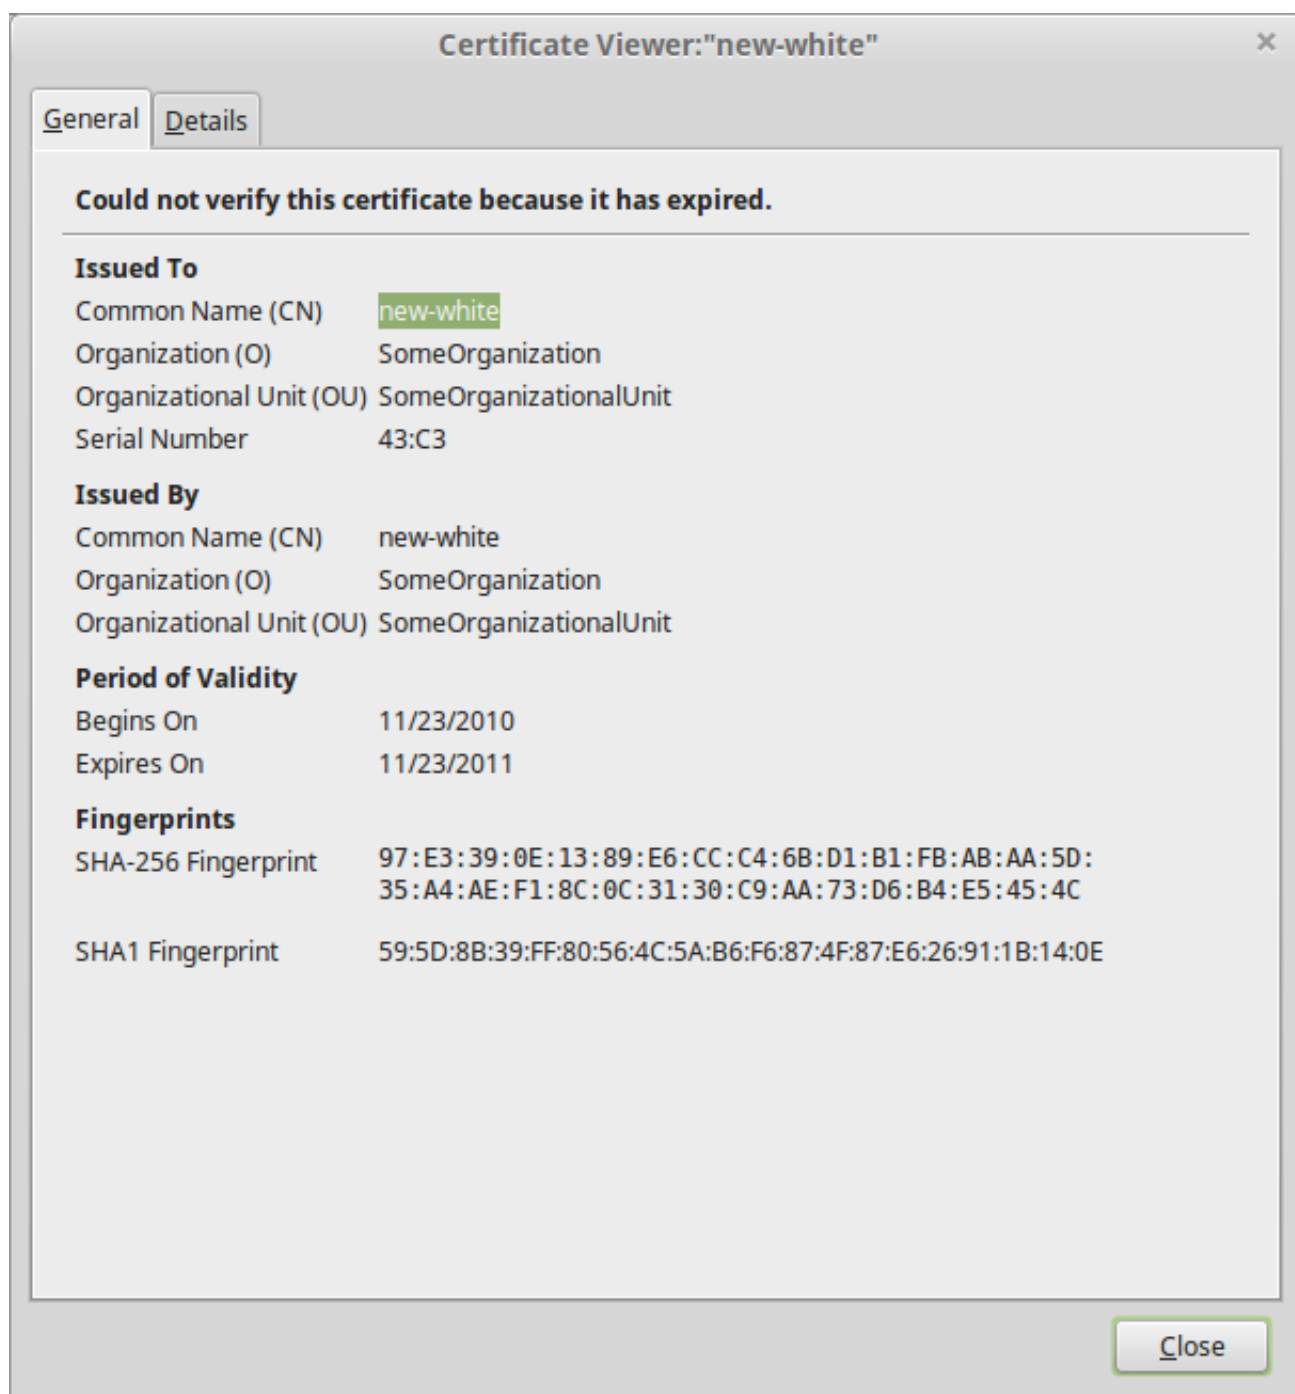 Certificate Viewer:"new-white"
×
General Details
Could not verify this certificate because it has expired.
Issued To
Common Name (CN) new-white
Organization (O) SomeOrganization
Organizational Unit (OU) SomeOrganizationalUnit
Serial Number 43:C3
Issued By
Common Name (CN) new-white
Organization (O) SomeOrganization
Organizational Unit (OU) SomeOrganizationalUnit
Period of Validity
Begins On 11/23/2010
Expires On 11/23/2011
Fingerprints
SHA-256 Fingerprint 97:E3:39:0E:13:89:E6:CC:C4:6B:D1:B1:FB:AB:AA:5D:
35:A4:AE:F1:8C:0C:31:30:C9:AA:73:D6:B4:E5:45:4C
SHA1 Fingerprint 59:5D:8B:39:FF:80:56:4C:5A:B6:F6:87:4F:87:E6:26:91:1B:14:0E
Close